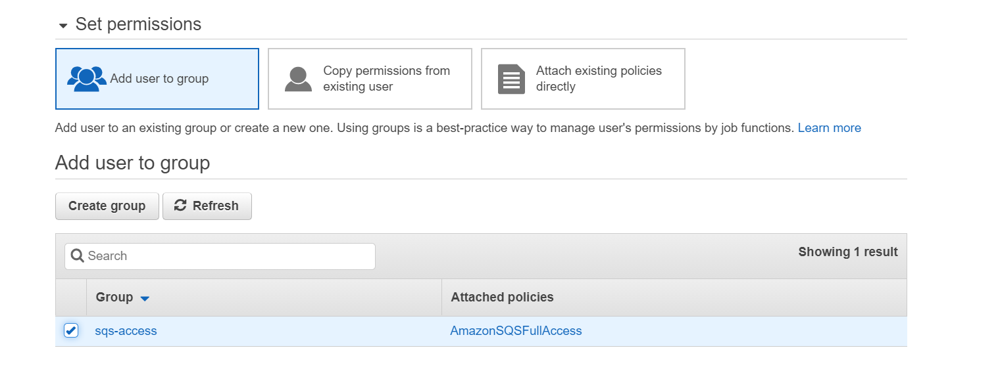 Set permissions
Add user to group
Copy permissions from
existing user
Attach existing policies
directly
Add user to an existing group or create a new one. Using groups is a best-practice way to manage user's permissions by job functions. Learn more
Add user to group
Create group
Refresh
Search
Showing 1 result
Group
Attached policies
sqs-access
AmazonSQSFullAccess